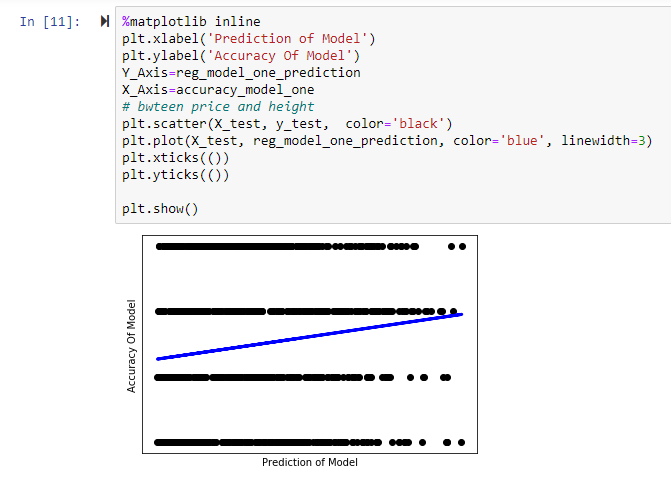 In [11]:
%matplotlib inline
plt.xlabel('Prediction of Model')
plt.ylabel('Accuracy Of Model')
Y_Axis=reg_model_one_prediction
X_Axis=accuracy_model_one
# bwteen price and height
plt.scatter(X_test, y_test,  color='black')
plt.plot(X_test, reg_model_one_prediction, color='blue', linewidth=3)
plt.xticks(())
plt.yticks(())
plt.show()
Accuracy Of Model
Prediction of Model